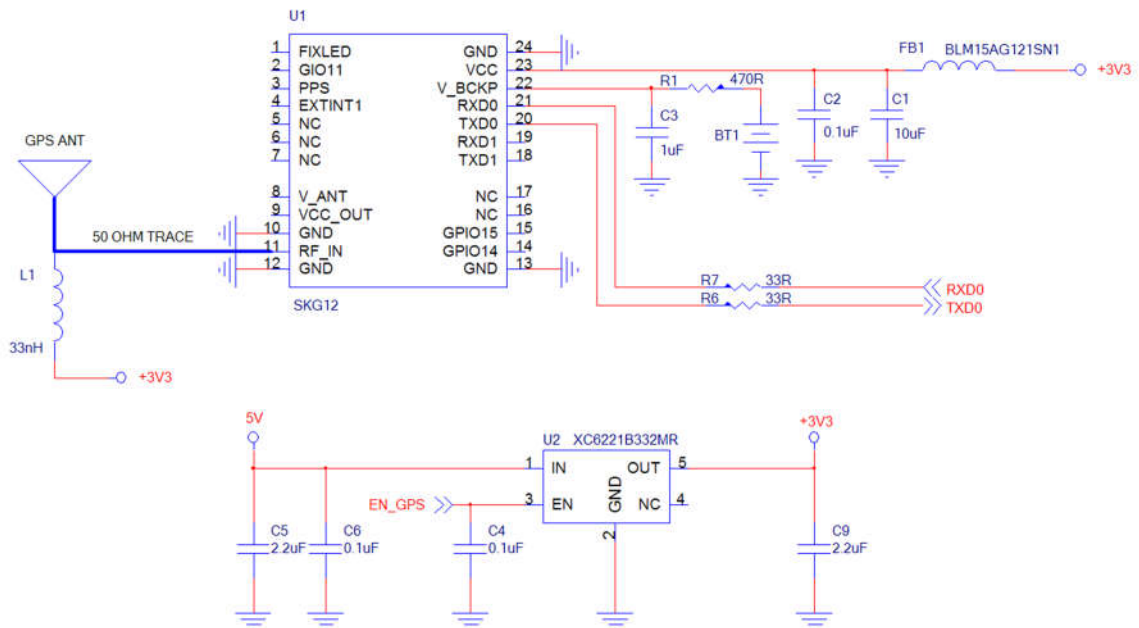 U1
1 FIXLED GND 24
2 GIO11 VCC 23
3 PPS V_BCKP 22
4 EXTINT1 RXD0 21
5 NC TXD0 20
6 NC RXD1 19
7 NC TXD1 18
8 V_ANT NC 17
9 VCC_OUT NC 16
10 GND GPIO15 15
11 RF_IN GPIO14 14
12 GND GND 13
SKG12
GPS ANT
50 OHM TRACE
L1
33nH
+3V3
FB1 BLM15AG121SN1
+3V3
R1 470R
C3
1uF
BT1
C2
0.1uF
C1
10uF
R7 33R RXD0
R6 33R TXD0
5V
U2 XC6221B332MR
+3V3
1 IN OUT 5
EN_GPS 3 EN NC 4
GND
2
C5
2.2uF
C6
0.1uF
C4
0.1uF
C9
2.2uF